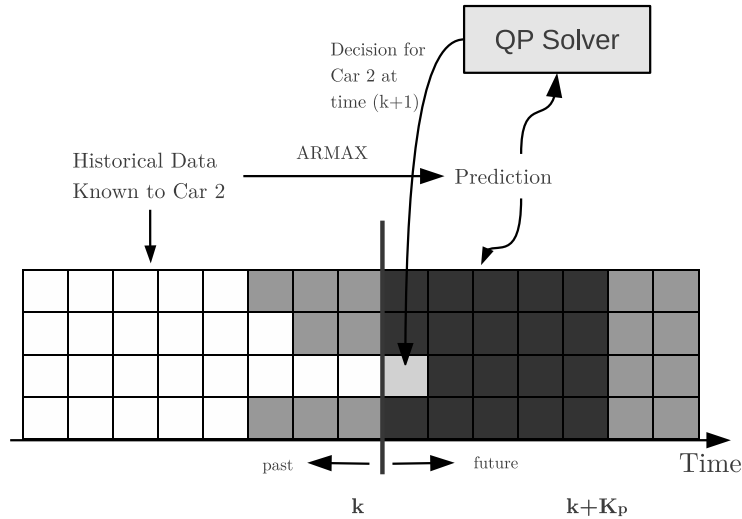 QP Solver
Decision for
Car 2 at
time (k+1)
ARMAX
Historical Data
Known to Car 2
Prediction
past
future
Time
k
k+Kp